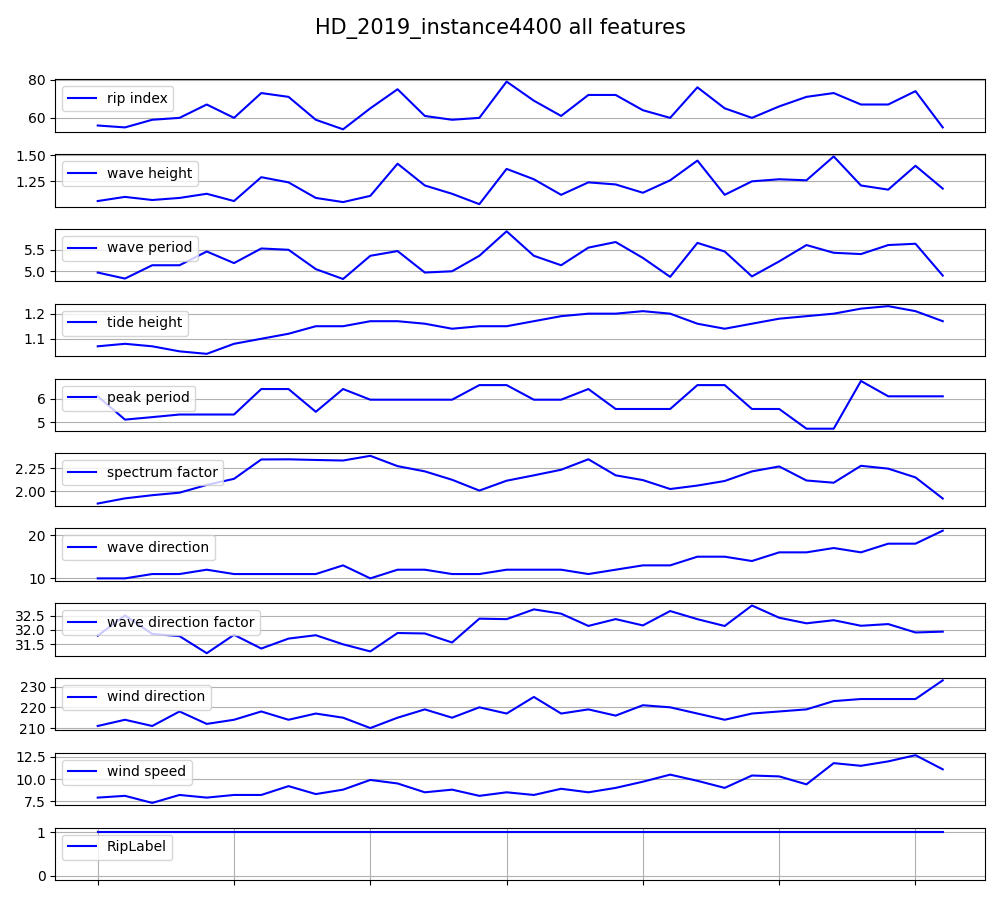 HD_2019_instance4400 all features
80
60
rip index
1.50
1.25
wave height
5.5
5.0
wave period
1.2
1.1
tide height
6
5
peak period
2.25
2.00
spectrum factor
20
10
wave direction
32.5
32.0
31.5
wave direction factor
230
220
210
wind direction
12.5
10.0
7.5
wind speed
1
0
RipLabel